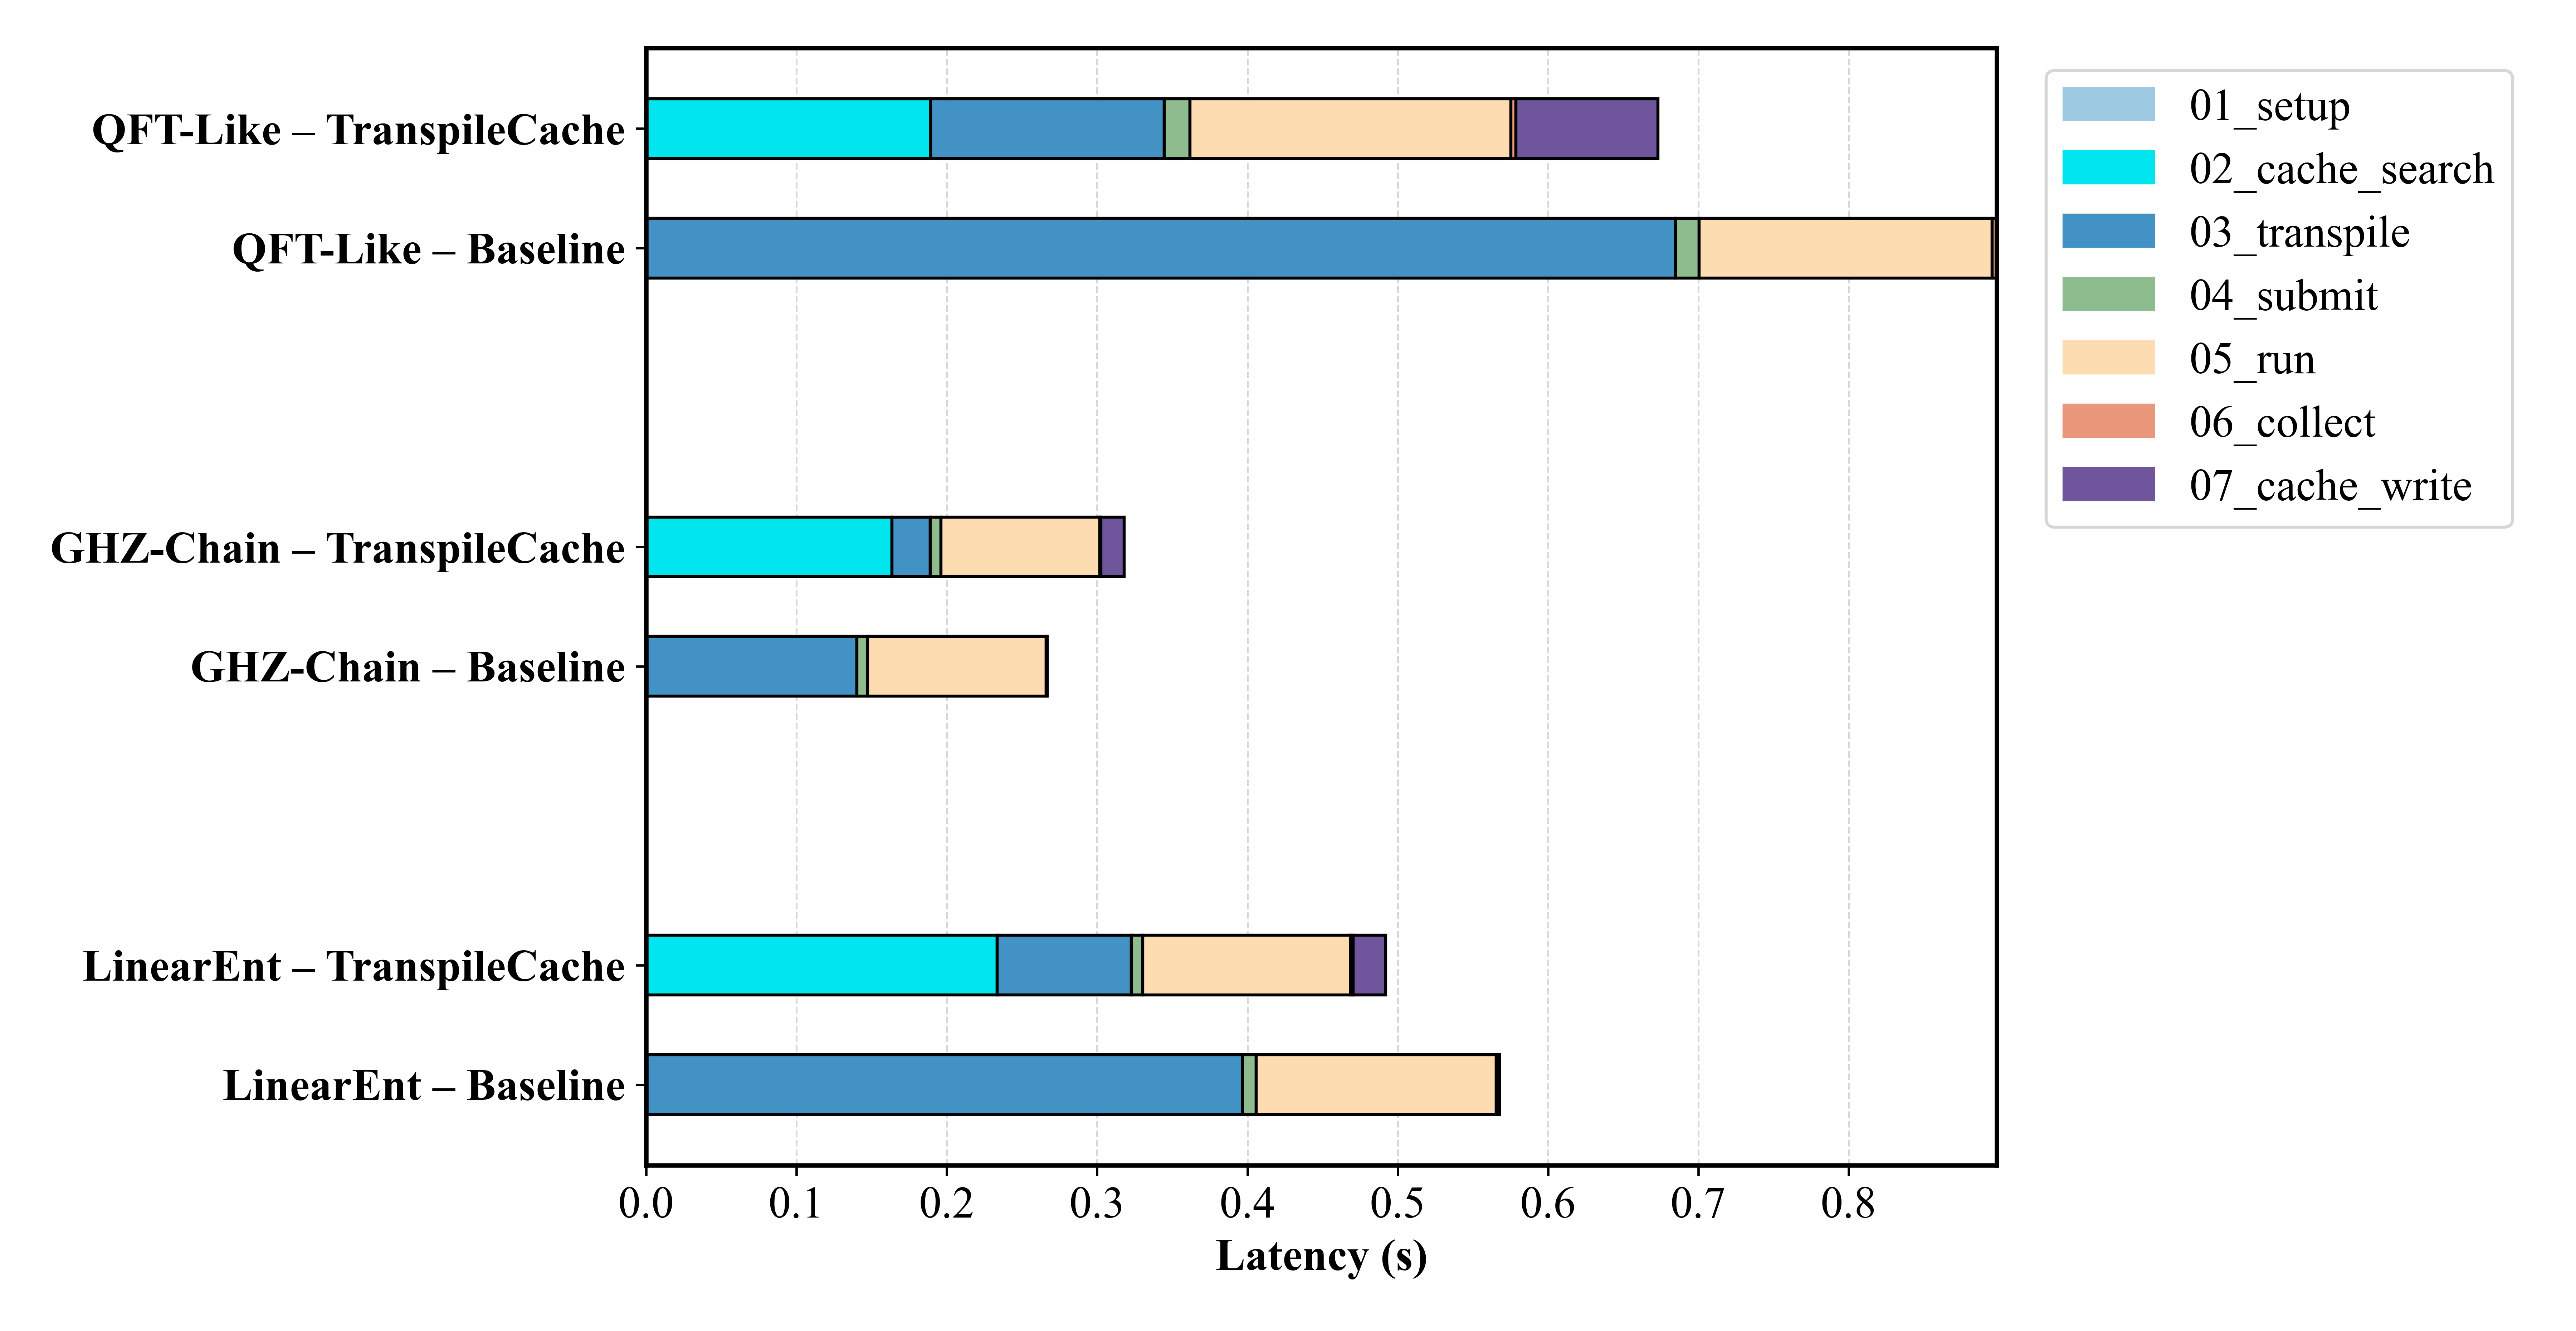 QFT-Like – TranspileCache
QFT-Like – Baseline
GHZ-Chain – TranspileCache
GHZ-Chain – Baseline
LinearEnt – TranspileCache
LinearEnt – Baseline
0.0 0.1 0.2 0.3 0.4 0.5 0.6 0.7 0.8
Latency (s)
01_setup
02_cache_search
03_transpile
04_submit
05_run
06_collect
07_cache_write